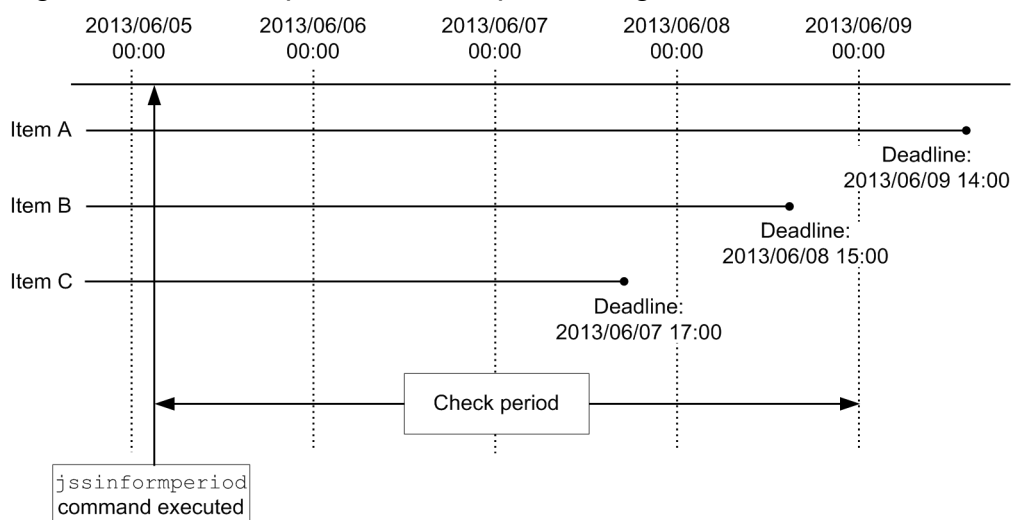 2013/06/05 2013/06/06 2013/06/07 2013/06/08 2013/06/09
00:00 00:00 00:00 00:00 00:00
Item A
Deadline:
2013/06/09 14:00
Item B
Deadline:
2013/06/08 15:00
Item C
Deadline:
2013/06/07 17:00
Check period
jssinformperiod
command executed